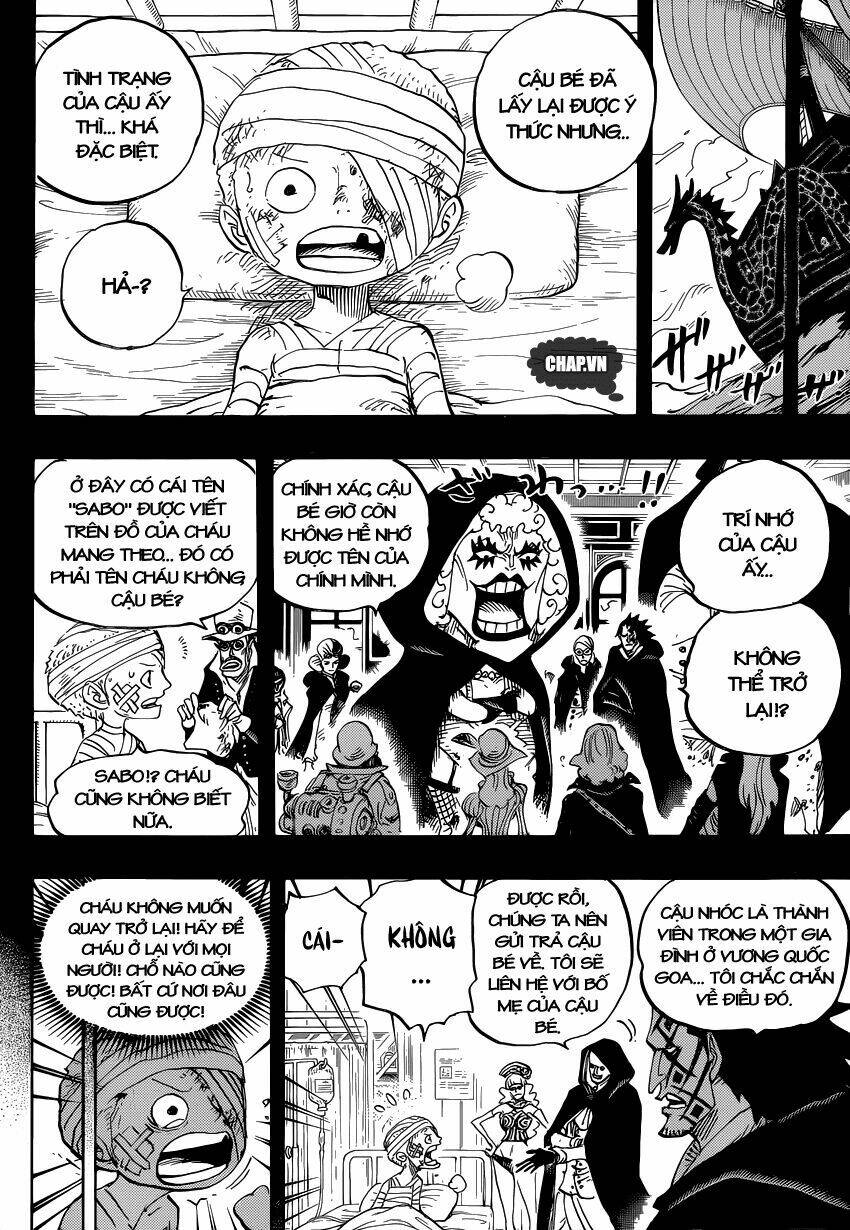 CẬU BÉ ĐÃ
LẤY LẠI ĐƯỢC Ý
THỨC NHƯNG..
TÌNH TRẠNG
CỦA CẬU ẤY
THÌ... KHÁ
ĐẶC BIỆT.
HẢ-?
CHAP.VN
TRÍ NHỚ
CỦA CẬU
ẤY...
KHÔNG
THỂ TRỞ
LẠI!?
ざわっ…!!
CHÍNH XÁC, CẬU
BÉ GIỜ CÒN
KHÔNG HỀ NHỚ
ĐƯỢC TÊN CỦA
CHÍNH MÌNH.
Ở ĐÂY CÓ CÁI TÊN
"SABO" ĐƯỢC VIẾT
TRÊN ĐỒ CỦA CHÁU
MANG THEO... ĐÓ CÓ
PHẢI TÊN CHÁU KHÔNG,
CẬU BÉ?
SABO!? CHÁU
CŨNG KHÔNG BIẾT
NỮA.
CẬU NHÓC LÀ THÀNH
VIÊN TRONG MỘT GIA
ĐÌNH Ở VƯƠNG QUỐC
GOA... TÔI CHẮC CHẮN
VỀ ĐIỀU ĐÓ.
ĐƯỢC RỒI,
CHÚNG TA NÊN
GỬI TRẢ CẬU
BÉ VỀ. TÔI SẼ
LIÊN HỆ VỚI BỐ
MẸ CỦA CẬU
BÉ.
KHÔNG
...
CÁI-
CHÁU KHÔNG MUỐN
QUAY TRỞ LẠI! HÃY ĐỂ
CHÁU Ở LẠI VỚI MỌI
NGƯỜI! CHỖ NÀO CŨNG
ĐƯỢC! BẤT CỨ NƠI ĐÂU
CŨNG ĐƯỢC!